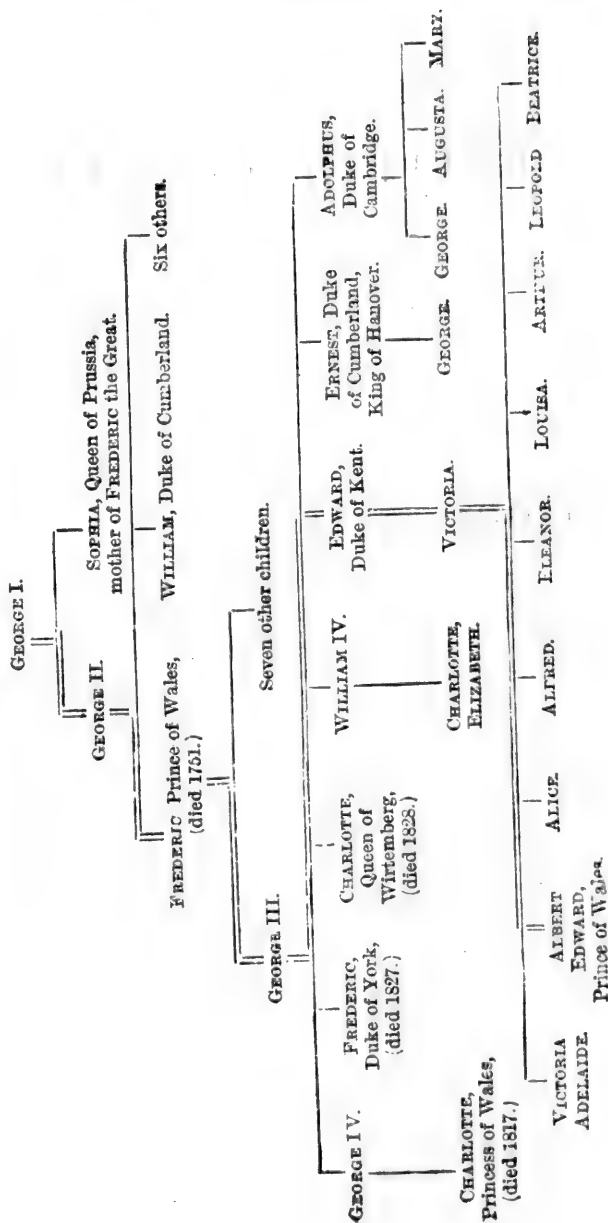 GEORGE I.
GEORGE II.
SOPHIA, Queen of Prussia,
mother of FREDERIC the Great.
FREDERIC Prince of Wales,
(died 1751.)
WILLIAM, Duke of Cumberland.
Six others.
GEORGE III.
Seven other children.
GEORGE IV.
FREDERIC,
Duke of York,
(died 1827.)
CHARLOTTE,
Queen of
Wirtemberg,
(died 1828.)
WILLIAM IV.
EDWARD,
Duke of Kent.
ERNEST, Duke
of Cumberland,
King of Hanover.
ADOLPHUS,
Duke of
Cambridge.
CHARLOTTE,
Princess of Wales,
(died 1817.)
CHARLOTTE,
ELIZABETH.
VICTORIA.
GEORGE.
GEORGE.
AUGUSTA.
MARY.
VICTORIA
ADELAIDE.
ALBERT
EDWARD,
Prince of Wales.
ALICE.
ALFRED.
ELEANOR.
LOUISA.
ARTHUR.
LEOPOLD
BEATRICE.